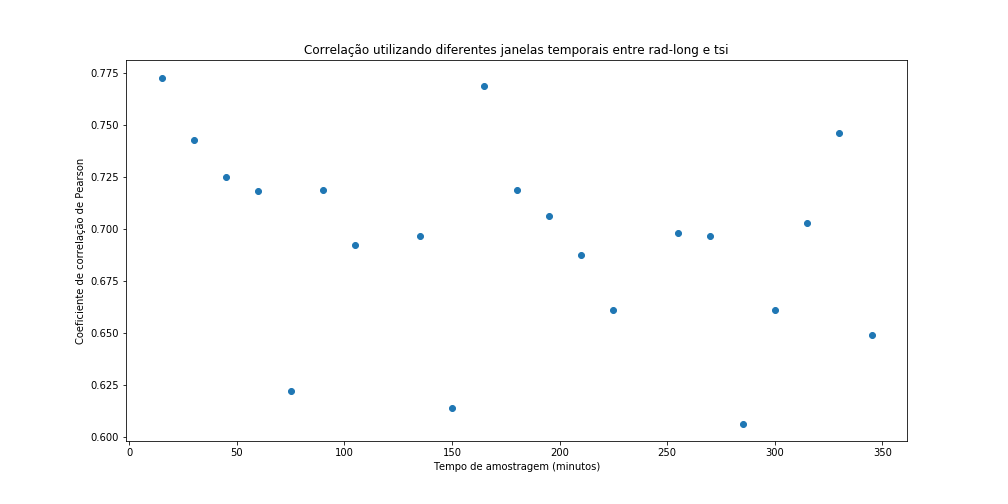 Correlação utilizando diferentes janelas temporais entre rad-long e tsi
Coeficiente de correlação de Pearson
0.775
0.750
0.725
0.700
0.675
0.650
0.625
0.600
0 50 100 150 200 250 300 350
Tempo de amostragem (minutos)